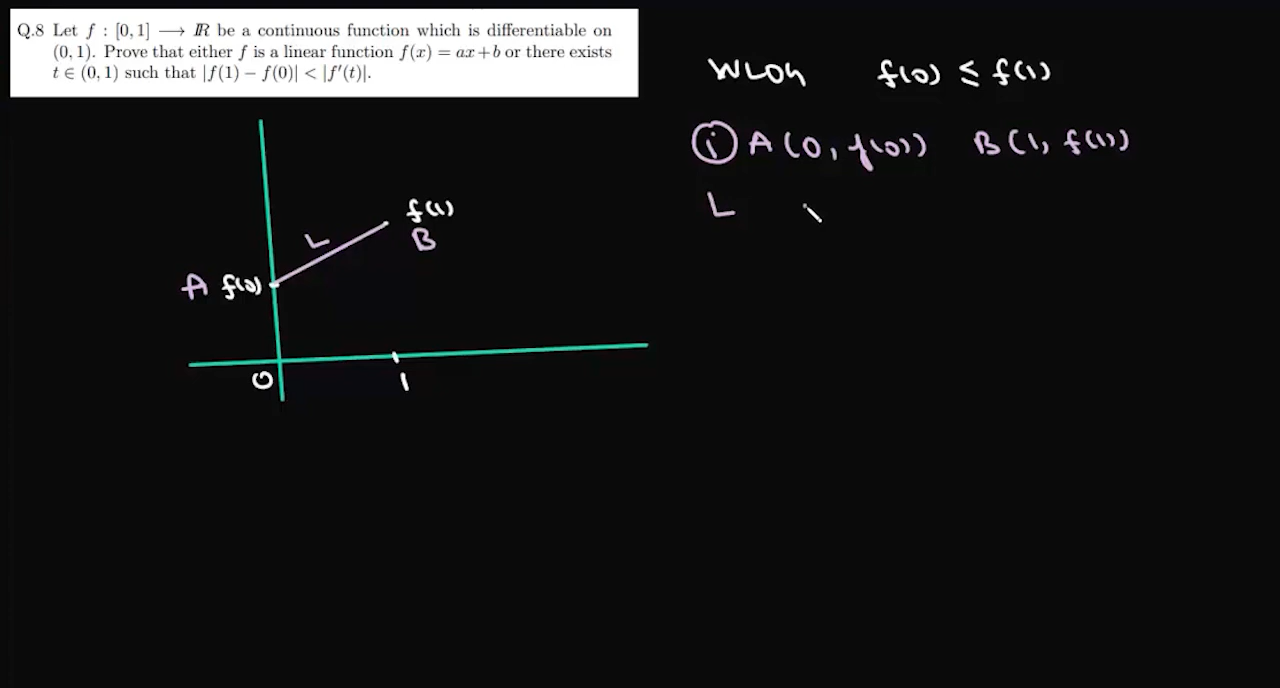 Q.8 Let f : [0, 1] ⟶ ℝ be a continuous function which is differentiable on
(0, 1). Prove that either f is a linear function f(x) = ax + b or there exists
t ∈ (0, 1) such that |f(1) − f(0)| < |f′(t)|.
WLOG f(0) ≤ f(1)
(i) A(0, f(0)) B(1, f(1))
L
f(1)
L
B
A f(0)
0
1